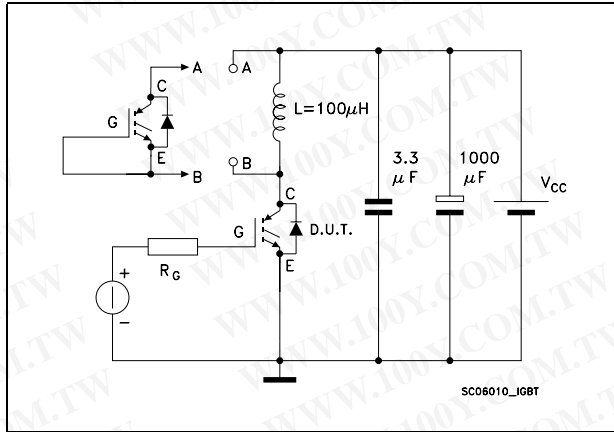 A
A
C
G
L=100μH
E
B
B
3.3
μF
1000
μF
VCC
C
G
D.U.T.
E
RG
+
−
SC06010_IGBT
WWW.100Y.COM.TW